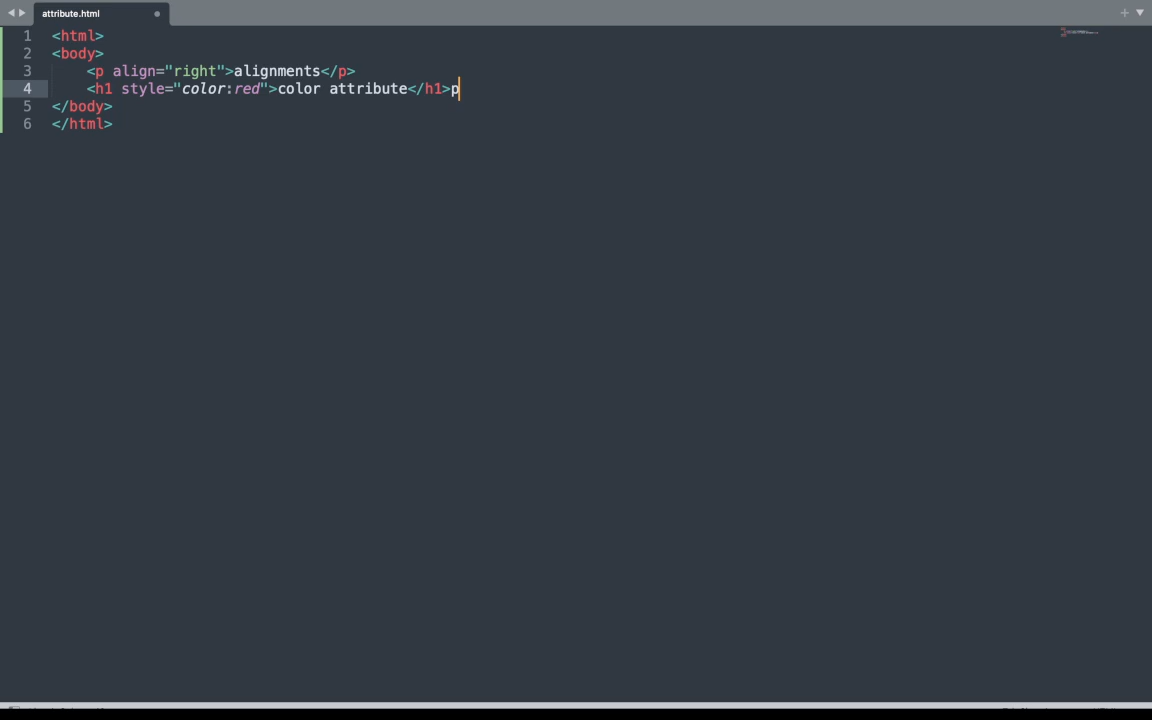 attribute.html
1 <html>
2 <body>
3 <p align="right">alignments</p>
4 <h1 style="color:red">color attribute</h1>p
5 </body>
6 </html>